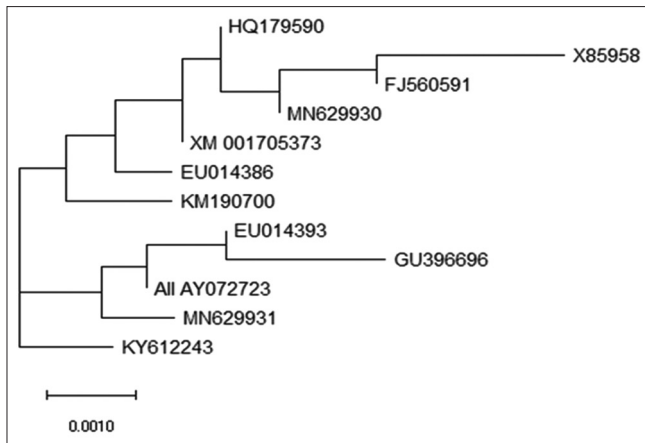 HQ179590
X85958
FJ560591
MN629930
XM 001705373
EU014386
KM190700
EU014393
GU396696
AII AY072723
MN629931
KY612243
0.0010